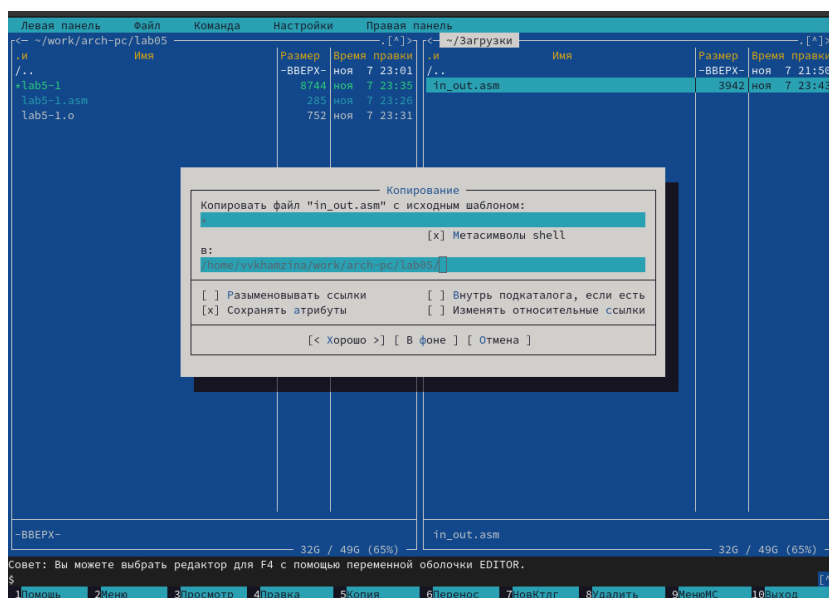 Левая панель Файл Команда Настройки Правая панель
<— ~/work/arch-pc/lab05 .[^]> <— ~/Загрузки .[^]>
.и Имя Размер Время правки .и Имя Размер Время правки
/.. -ВВЕРХ- ноя 7 23:01 /.. -ВВЕРХ- ноя 7 21:50
*lab5-1 8744 ноя 7 23:35 in_out.asm 3942 ноя 7 23:43
lab5-1.asm 285 ноя 7 23:26
lab5-1.o 752 ноя 7 23:31
Копирование
Копировать файл "in_out.asm" с исходным шаблоном:
*
[x] Метасимволы shell
в:
/home/vvkhamzina/work/arch-pc/lab05/
[ ] Разыменовывать ссылки [ ] Внутрь подкаталога, если есть
[x] Сохранять атрибуты [ ] Изменять относительные ссылки
[< Хорошо >] [ В фоне ] [ Отмена ]
-ВВЕРХ- in_out.asm
32G / 49G (65%) 32G / 49G (65%)
Совет: Вы можете выбрать редактор для F4 с помощью переменной оболочки EDITOR.
$ [^
1Помощь 2Меню 3Просмотр 4Правка 5Копия 6Перенос 7НовКтлг 8Удалить 9МенюMC 10Выход